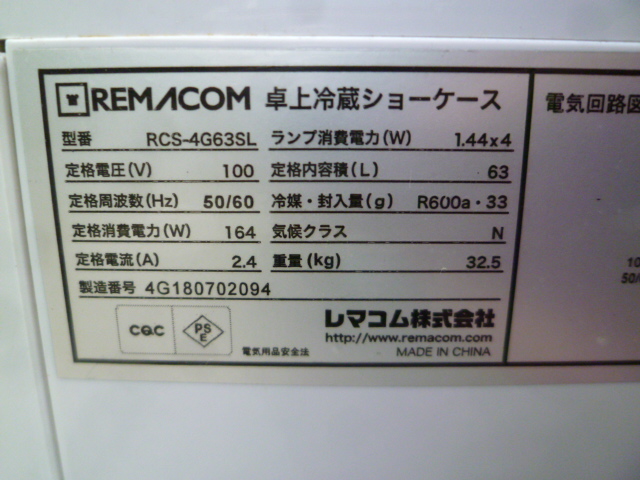 REMACOM 卓上冷蔵ショーケース
型番 RCS-4G63SL ランプ消費電力(W) 1.44x4
定格電圧(V) 100 定格内容積(L) 63
定格周波数(Hz) 50/60 冷媒・封入量(g) R600a・33
定格消費電力(W) 164 気候クラス N
定格電流(A) 2.4 重量(kg) 32.5
製造番号 4G180702094
CQC PSE 電気用品安全法
レマコム株式会社
http://www.remacom.com
MADE IN CHINA
電気回路図